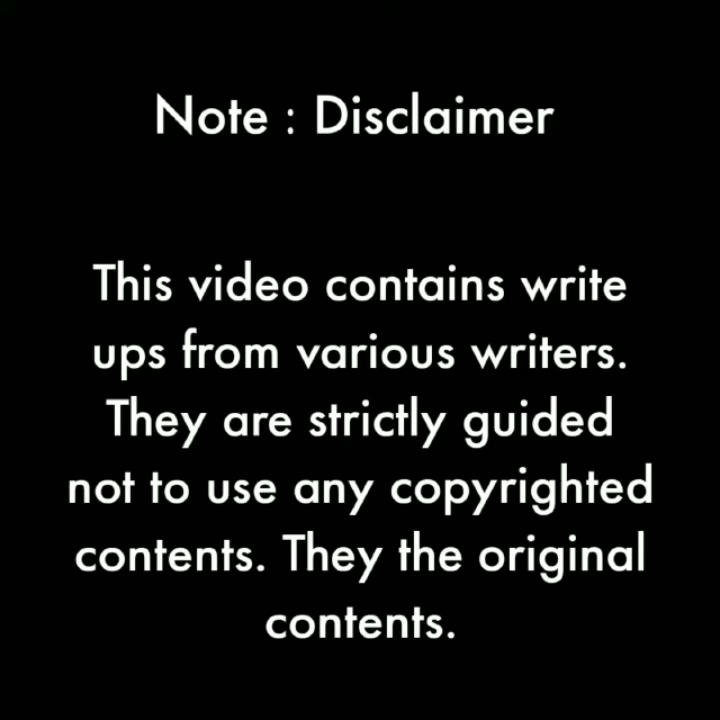 Note : Disclaimer
This video contains write
ups from various writers.
They are strictly guided
not to use any copyrighted
contents. They the original
contents.